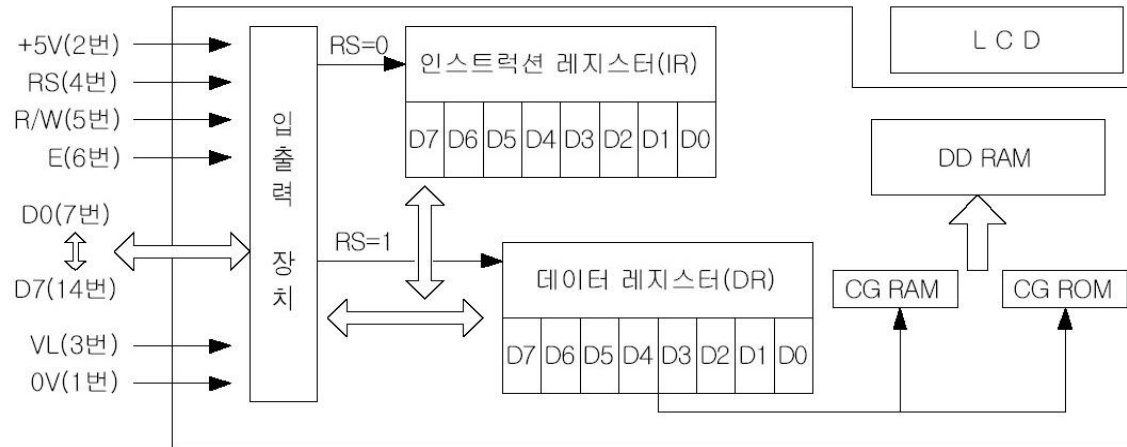 +5V(2번)
RS(4번)
R/W(5번)
E(6번)
D0(7번)
D7(14번)
VL(3번)
0V(1번)
입출력 장치
RS=0
인스트럭션 레지스터(IR)
D7 D6 D5 D4 D3 D2 D1 D0
RS=1
데이터 레지스터(DR)
D7 D6 D5 D4 D3 D2 D1 D0
L C D
DD RAM
CG RAM
CG ROM